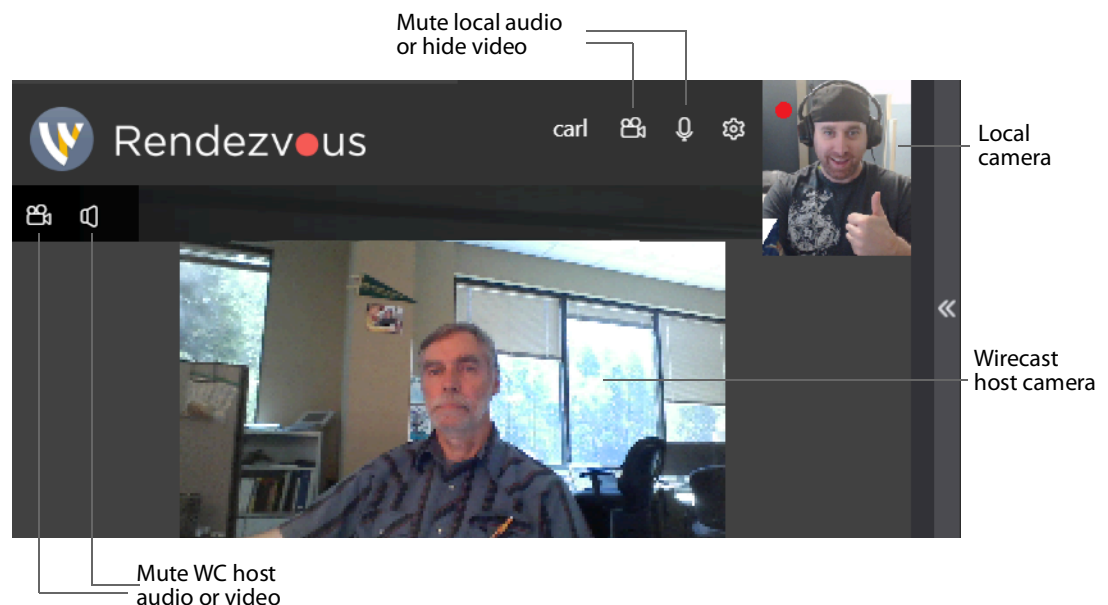 Mute local audio
or hide video
Rendezvous
carl
Local
camera
Wirecast
host camera
Mute WC host
audio or video